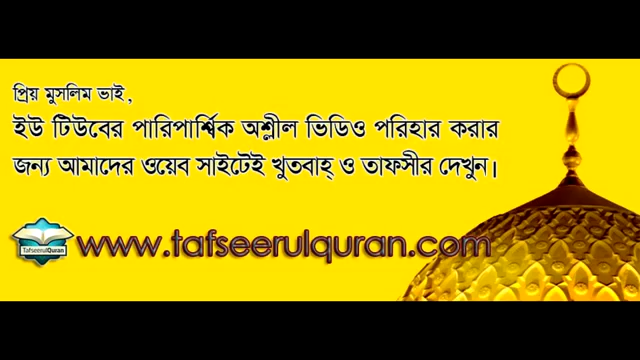 প্রিয় মুসলিম ভাই,
ইউ টিউবের পারিপার্শ্বিক অশ্লীল ভিডিও পরিহার করার
জন্য আমাদের ওয়েব সাইটেই খুতবাহ্ ও তাফসীর দেখুন।
TafseerulQuran
www.tafseerulquran.com